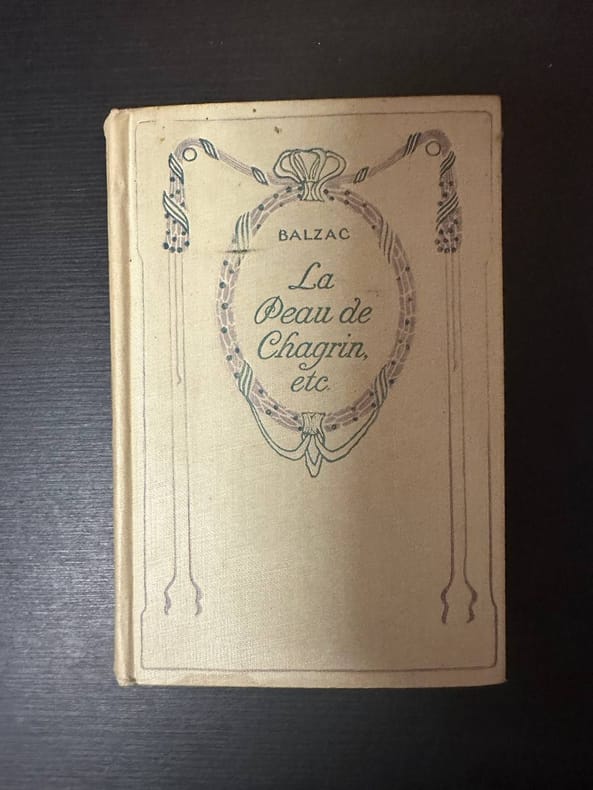 BALZAC
La
Peau de
Chagrin,
etc.